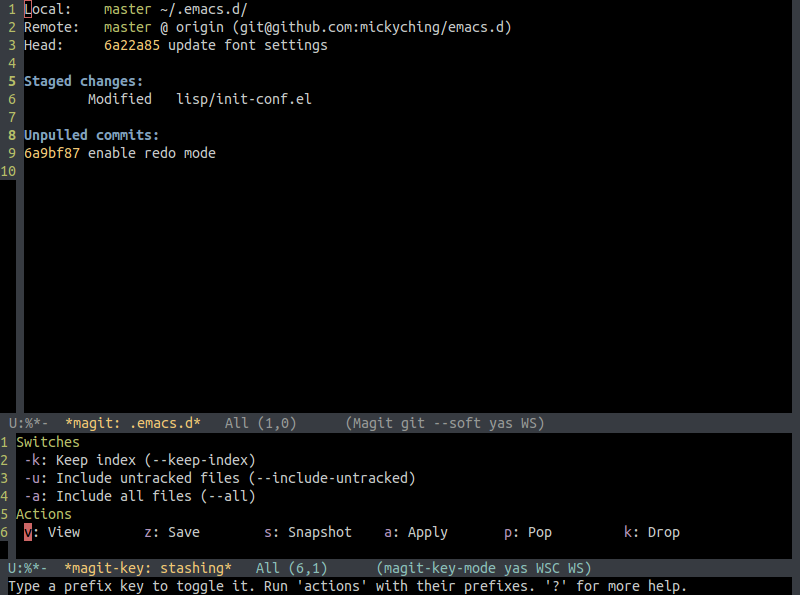 1 Local:    master ~/.emacs.d/
2 Remote:   master @ origin (git@github.com:mickyching/emacs.d)
3 Head:     6a22a85 update font settings
4
5 Staged changes:
6         Modified   lisp/init-conf.el
7
8 Unpulled commits:
9 6a9bf87 enable redo mode
10
U:%*-  *magit: .emacs.d*   All (1,0)      (Magit git --soft yas WS)
1 Switches
2  -k: Keep index (--keep-index)
3  -u: Include untracked files (--include-untracked)
4  -a: Include all files (--all)
5 Actions
6  v: View        z: Save        s: Snapshot    a: Apply       p: Pop         k: Drop
U:%*-  *magit-key: stashing*   All (6,1)      (magit-key-mode yas WSC WS)
Type a prefix key to toggle it. Run 'actions' with their prefixes. '?' for more help.